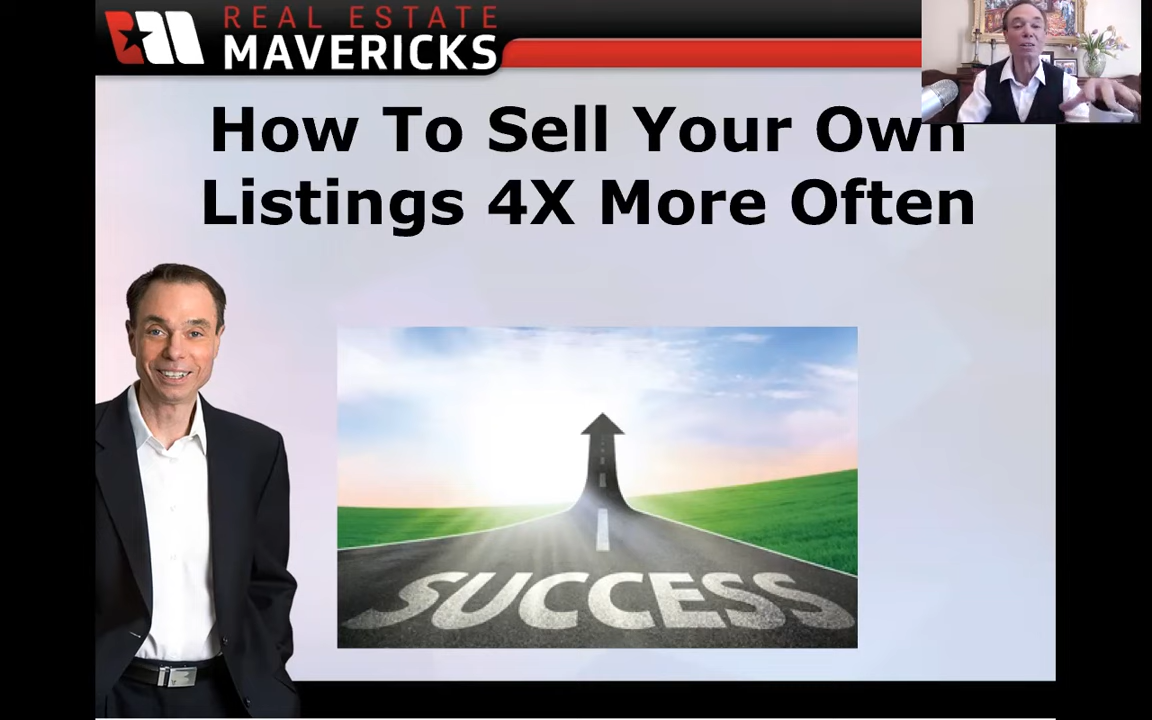 REAL ESTATE
MAVERICKS
How To Sell Your Own
Listings 4X More Often
SUCCESS